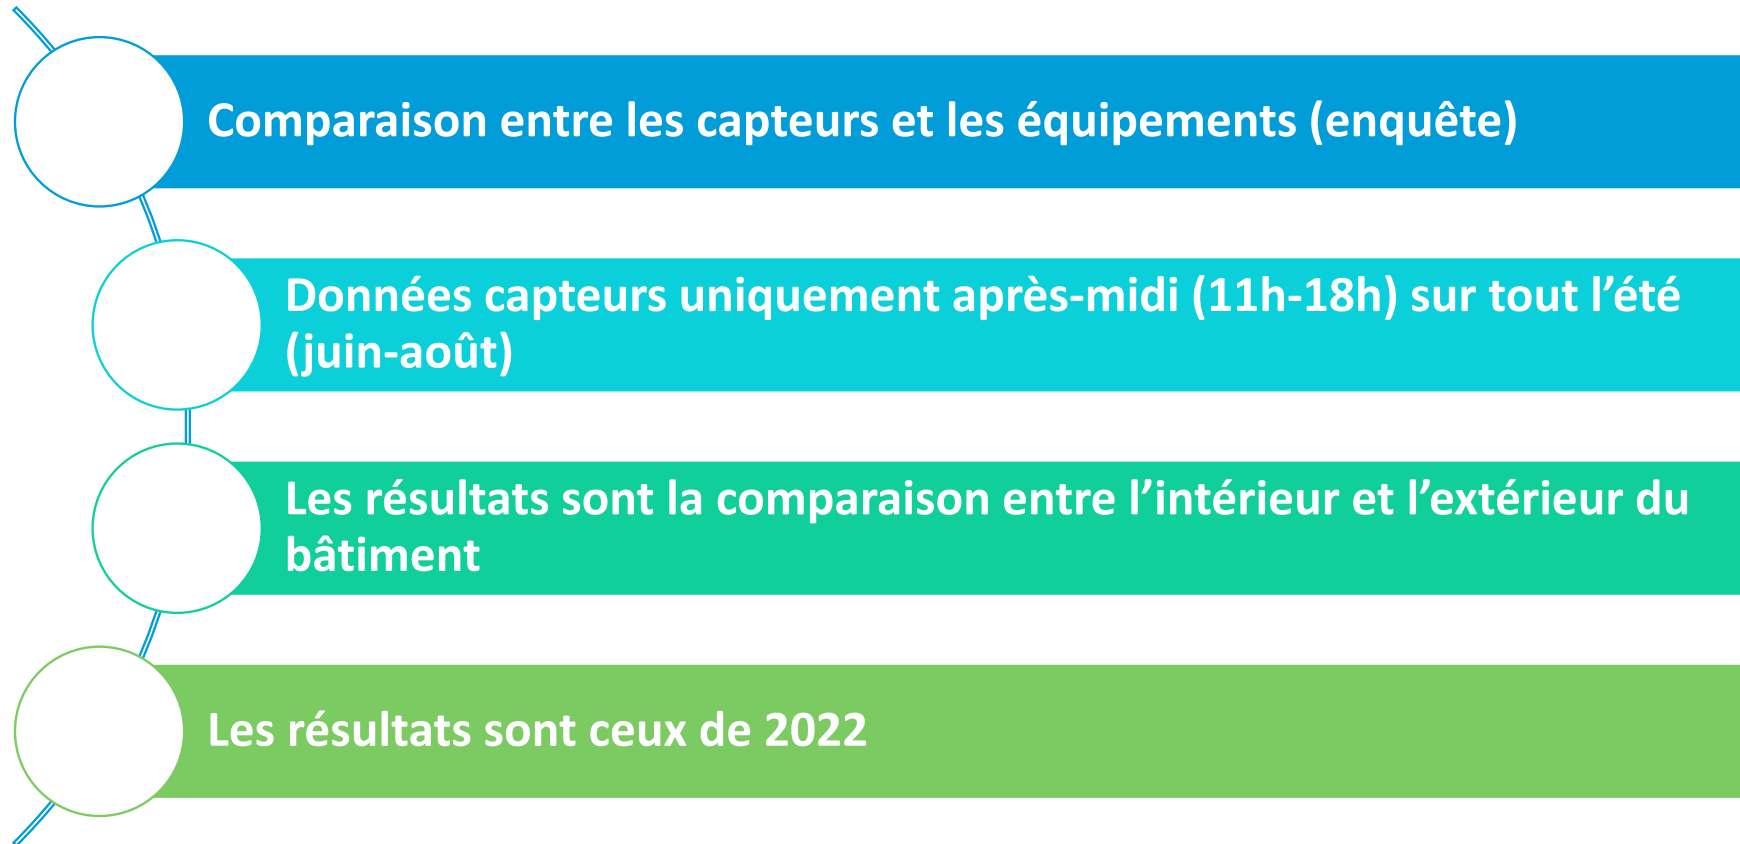 Comparaison entre les capteurs et les équipements (enquête)
Données capteurs uniquement après-midi (11h-18h) sur tout l’été
(juin-août)
Les résultats sont la comparaison entre l’intérieur et l’extérieur du
bâtiment
Les résultats sont ceux de 2022